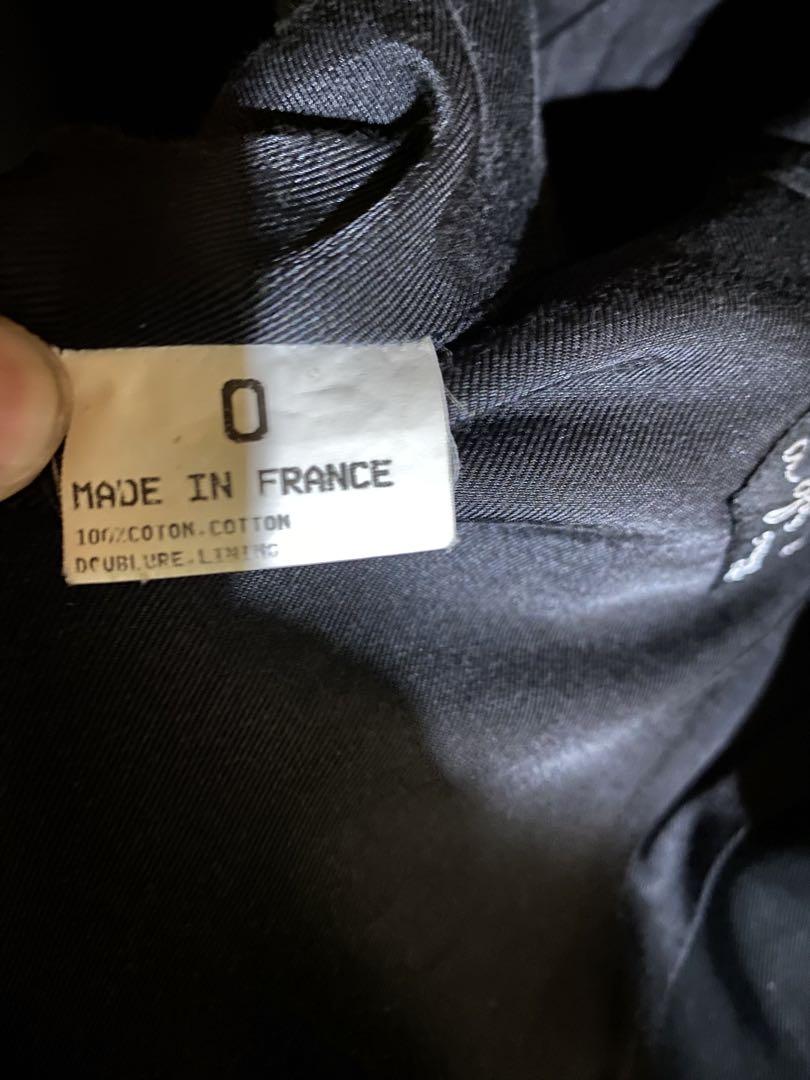 0
MADE IN FRANCE
100%COTON.COTTON
DOUBLURE.LINING